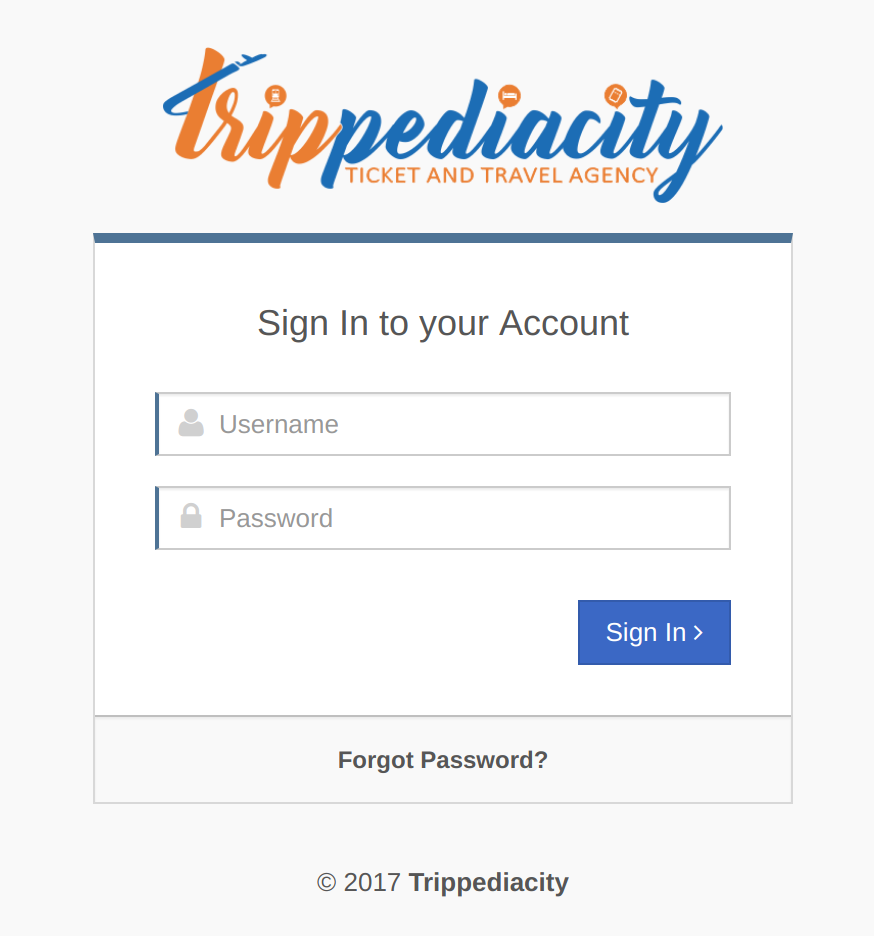 trippediacity
TICKET AND TRAVEL AGENCY
Sign In to your Account
Username
Password
Sign In
Forgot Password?
© 2017 Trippediacity